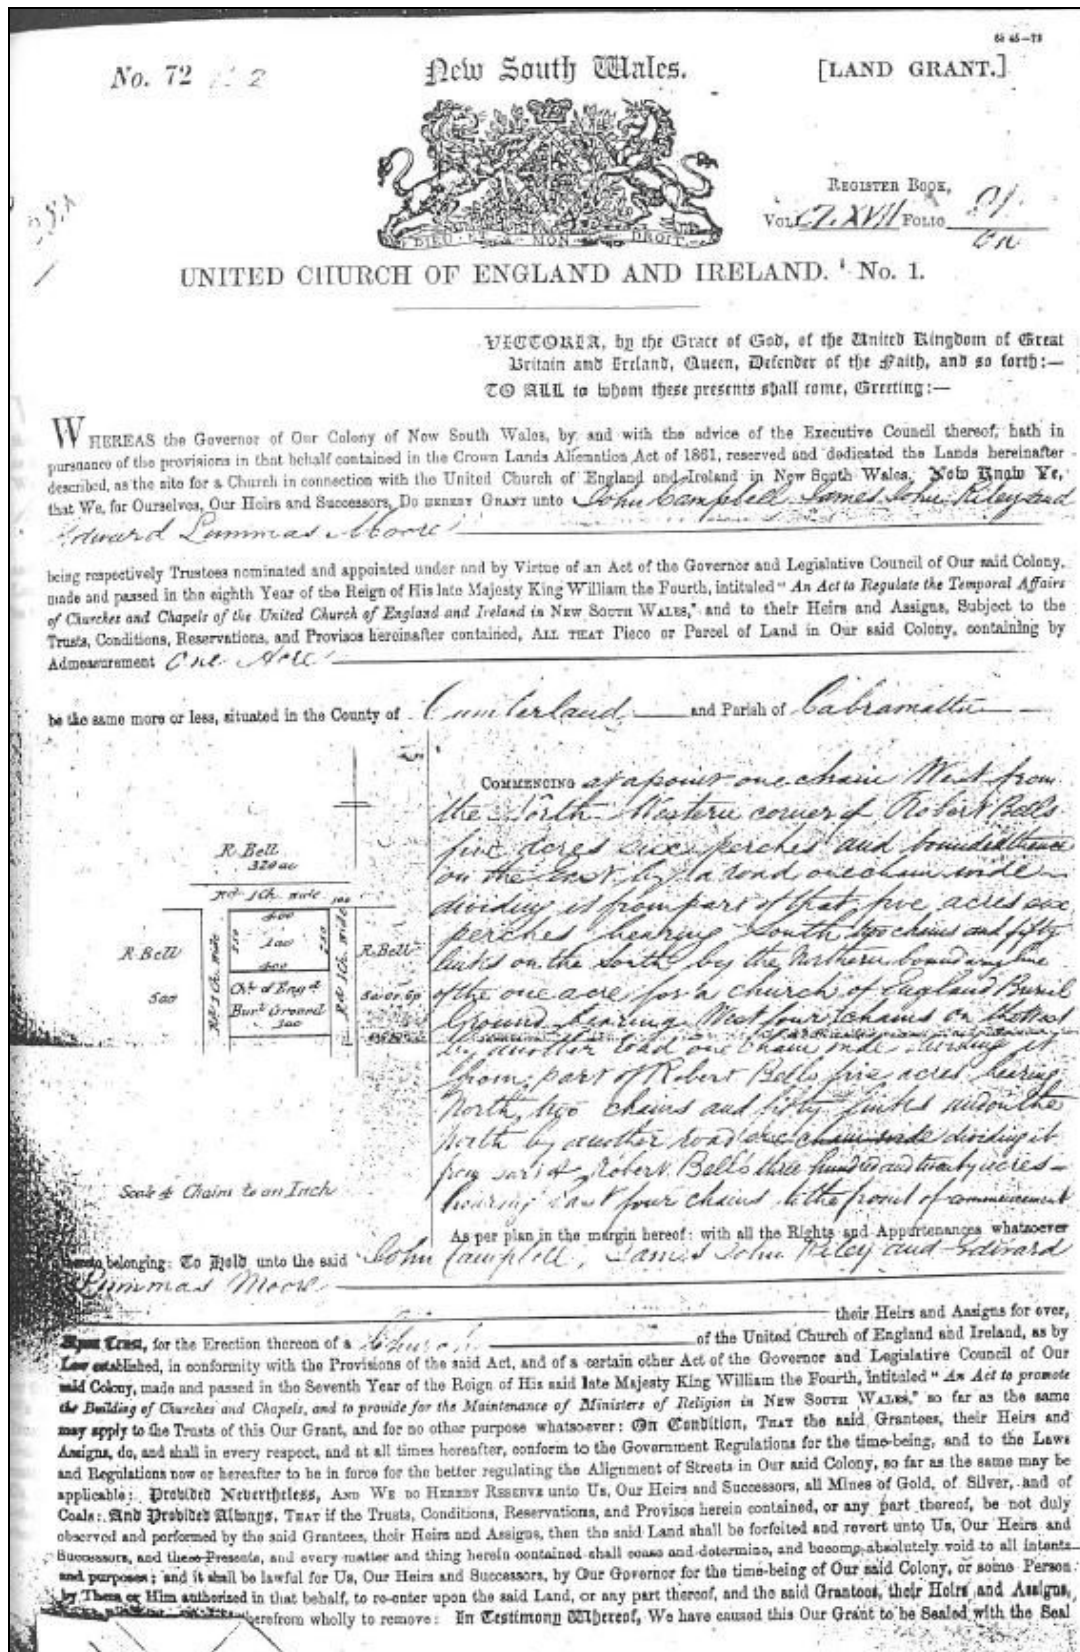 No. 72
New South Wales.
[LAND GRANT.]
DIEU ET MON DROIT
REGISTER BOOK,
VOL XVII FOLIO
UNITED CHURCH OF ENGLAND AND IRELAND. No. 1.
VICTORIA, by the Grace of God, of the United Kingdom of Great
Britain and Ireland, Queen, Defender of the Faith, and so forth:—
TO ALL to whom these presents shall come, Greeting:—
WHEREAS the Governor of Our Colony of New South Wales, by and with the advice of the Executive Council thereof, hath in
pursuance of the provisions in that behalf contained in the Crown Lands Alienation Act of 1861, reserved and dedicated the Lands hereinafter
described, as the site for a Church in connection with the United Church of England and Ireland in New South Wales, Now Know Ye,
that We, for Ourselves, Our Heirs and Successors, DO HEREBY GRANT unto John Campbell James John Riley and
Edward Lummas Moore
being respectively Trustees nominated and appointed under and by Virtue of an Act of the Governor and Legislative Council of Our said Colony,
made and passed in the eighth Year of the Reign of His late Majesty King William the Fourth, intituled "An Act to Regulate the Temporal Affairs
of Churches and Chapels of the United Church of England and Ireland in NEW SOUTH WALES," and to their Heirs and Assigns, Subject to the
Trusts, Conditions, Reservations, and Provisos hereinafter contained, ALL THAT Piece or Parcel of Land in Our said Colony, containing by
Admeasurement One Acre
be the same more or less, situated in the County of Cumberland and Parish of Cabramatta
R. Bell
320 ac
Rd 1 Ch. wide 100
400
R. Bell
500
Rd 1 Ch. wide
250
100
250
400
Rd 1 Ch. wide
R. Bell
5a. 0r. 6p
Ch. of Engd
Burl Ground
Scale 4 Chains to an Inch
COMMENCING at a point one chain West from
the North Western corner of Robert Bells
five acres six perches and bounded thence
on the East by a road one chain wide
dividing it from part of that five acres six
perches bearing South two chains and fifty
links on the South by the Northern boundary line
of the one acre for a church of England Burial
Ground bearing West four chains on the West
by another road one chain wide dividing it
from part of Robert Bells five acres bearing
North two chains and fifty links and on the
North by another road one chain wide dividing it
from part of Robert Bell's three hundred and twenty acres
bearing East four chains to the point of commencement
As per plan in the margin hereof: with all the Rights and Appurtenances whatsoever
thereto belonging: To Hold unto the said John Campbell, James John Riley and Edward
Lummas Moore
their Heirs and Assigns for ever,
Upon Trust, for the Erection thereon of a Church of the United Church of England and Ireland, as by
Law established, in conformity with the Provisions of the said Act, and of a certain other Act of the Governor and Legislative Council of Our
said Colony, made and passed in the Seventh Year of the Reign of His said late Majesty King William the Fourth, intituled "An Act to promote
the Building of Churches and Chapels, and to provide for the Maintenance of Ministers of Religion in NEW SOUTH WALES," so far as the same
may apply to the Trusts of this Our Grant, and for no other purpose whatsoever: On Condition, THAT the said Grantees, their Heirs and
Assigns, do, and shall in every respect, and at all times hereafter, conform to the Government Regulations for the time-being, and to the Laws
and Regulations now or hereafter to be in force for the better regulating the Alignment of Streets in Our said Colony, so far as the same may be
applicable: Provided Nevertheless, AND WE DO HEREBY RESERVE unto Us, Our Heirs and Successors, all Mines of Gold, of Silver, and of
Coals: And Provided Always, THAT if the Trusts, Conditions, Reservations, and Provisos herein contained, or any part thereof, be not duly
observed and performed by the said Grantees, their Heirs and Assigns, then the said Land shall be forfeited and revert unto Us, Our Heirs and
Successors, and these Presents, and every matter and thing herein contained shall cease and determine, and become absolutely void to all intents
and purposes; and it shall be lawful for Us, Our Heirs and Successors, by Our Governor for the time-being of Our said Colony, or some Person
by Them or Him authorised in that behalf, to re-enter upon the said Land, or any part thereof, and the said Grantees, their Heirs and Assigns,
therefrom wholly to remove: In Testimony Whereof, We have caused this Our Grant to be Sealed with the Seal